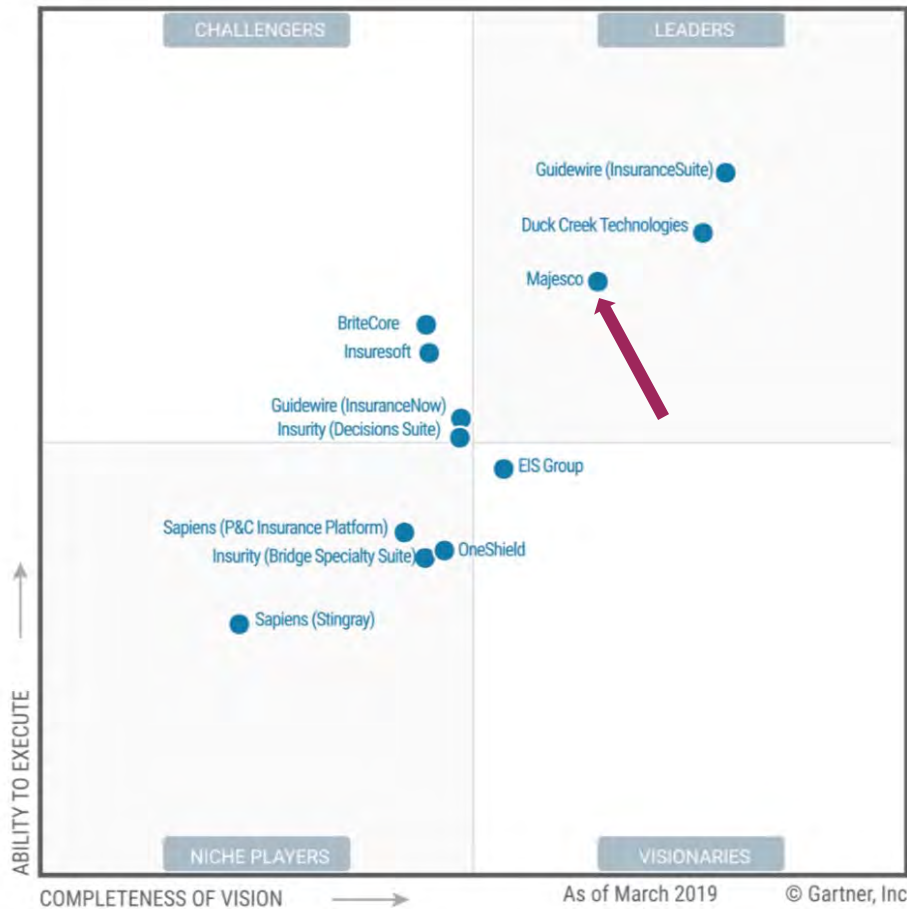 CHALLENGERS
LEADERS
Guidewire (InsuranceSuite)
Duck Creek Technologies
Majesco
BriteCore
Insuresoft
Guidewire (InsuranceNow)
Insurity (Decisions Suite)
EIS Group
Sapiens (P&C Insurance Platform)
OneShield
Insurity (Bridge Specialty Suite)
Sapiens (Stingray)
ABILITY TO EXECUTE
NICHE PLAYERS
VISIONARIES
COMPLETENESS OF VISION
As of March 2019
© Gartner, Inc